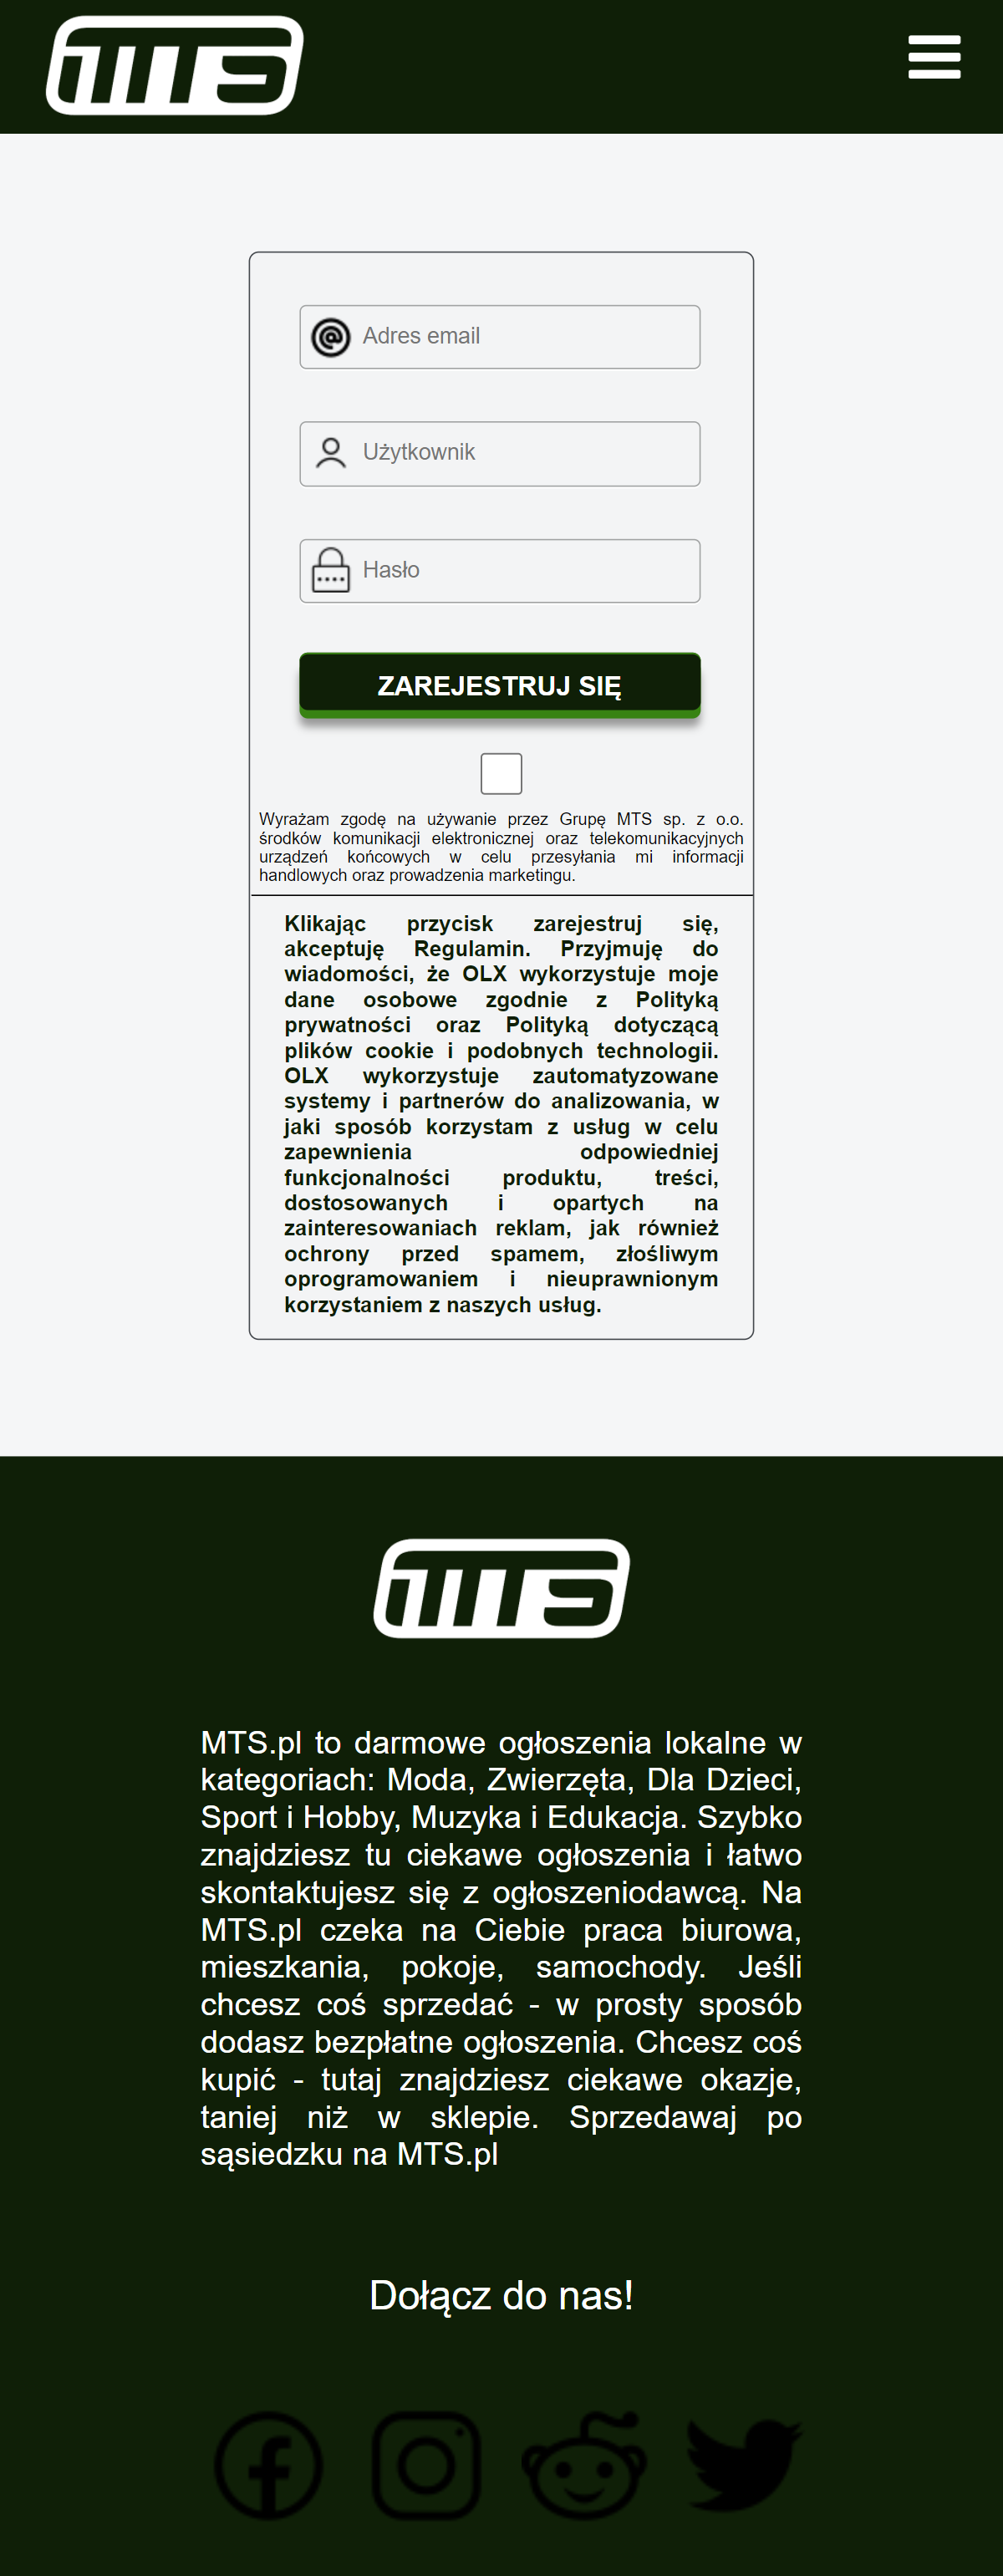 MTS
Adres email
Użytkownik
Hasło
ZAREJESTRUJ SIĘ
Wyrażam zgodę na używanie przez Grupę MTS sp. z o.o.
środków komunikacji elektronicznej oraz telekomunikacyjnych
urządzeń końcowych w celu przesyłania mi informacji
handlowych oraz prowadzenia marketingu.
Klikając przycisk zarejestruj się,
akceptuję Regulamin. Przyjmuję do
wiadomości, że OLX wykorzystuje moje
dane osobowe zgodnie z Polityką
prywatności oraz Polityką dotyczącą
plików cookie i podobnych technologii.
OLX wykorzystuje zautomatyzowane
systemy i partnerów do analizowania, w
jaki sposób korzystam z usług w celu
zapewnienia odpowiedniej
funkcjonalności produktu, treści,
dostosowanych i opartych na
zainteresowaniach reklam, jak również
ochrony przed spamem, złośliwym
oprogramowaniem i nieuprawnionym
korzystaniem z naszych usług.
MTS
MTS.pl to darmowe ogłoszenia lokalne w
kategoriach: Moda, Zwierzęta, Dla Dzieci,
Sport i Hobby, Muzyka i Edukacja. Szybko
znajdziesz tu ciekawe ogłoszenia i łatwo
skontaktujesz się z ogłoszeniodawcą. Na
MTS.pl czeka na Ciebie praca biurowa,
mieszkania, pokoje, samochody. Jeśli
chcesz coś sprzedać - w prosty sposób
dodasz bezpłatne ogłoszenia. Chcesz coś
kupić - tutaj znajdziesz ciekawe okazje,
taniej niż w sklepie. Sprzedawaj po
sąsiedzku na MTS.pl
Dołącz do nas!